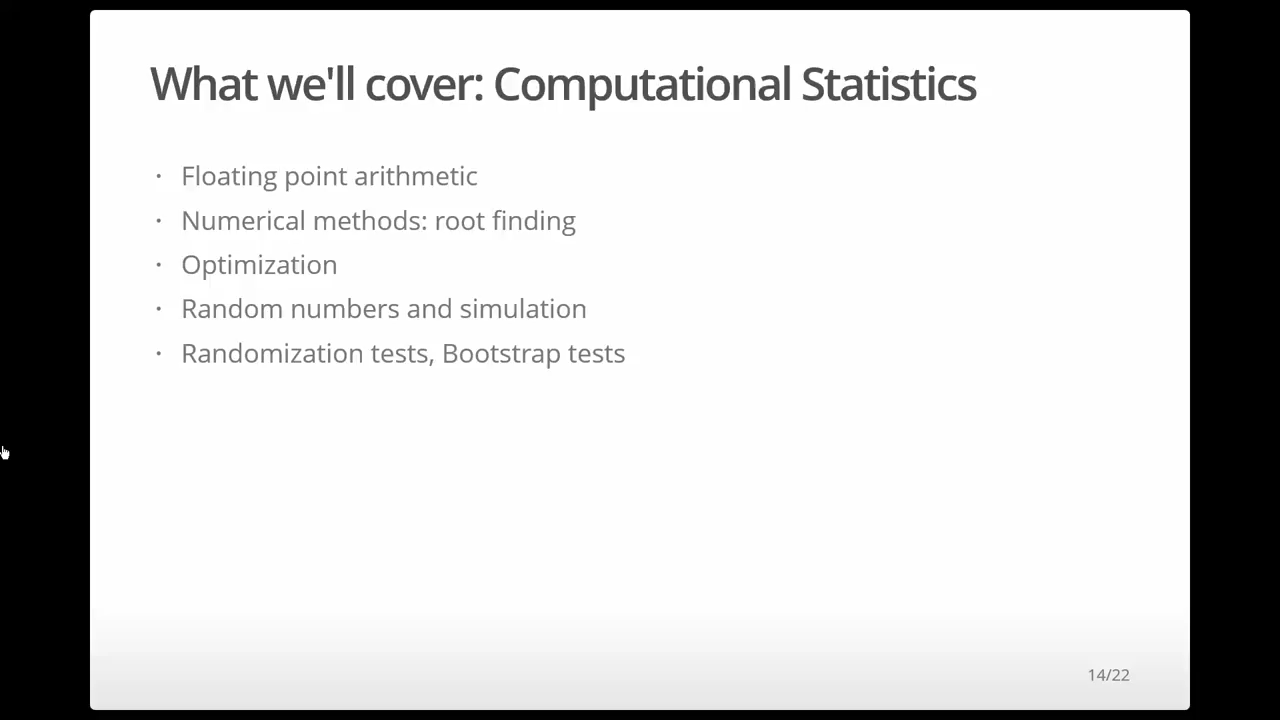 What we'll cover: Computational Statistics
· Floating point arithmetic
· Numerical methods: root finding
· Optimization
· Random numbers and simulation
· Randomization tests, Bootstrap tests
14/22